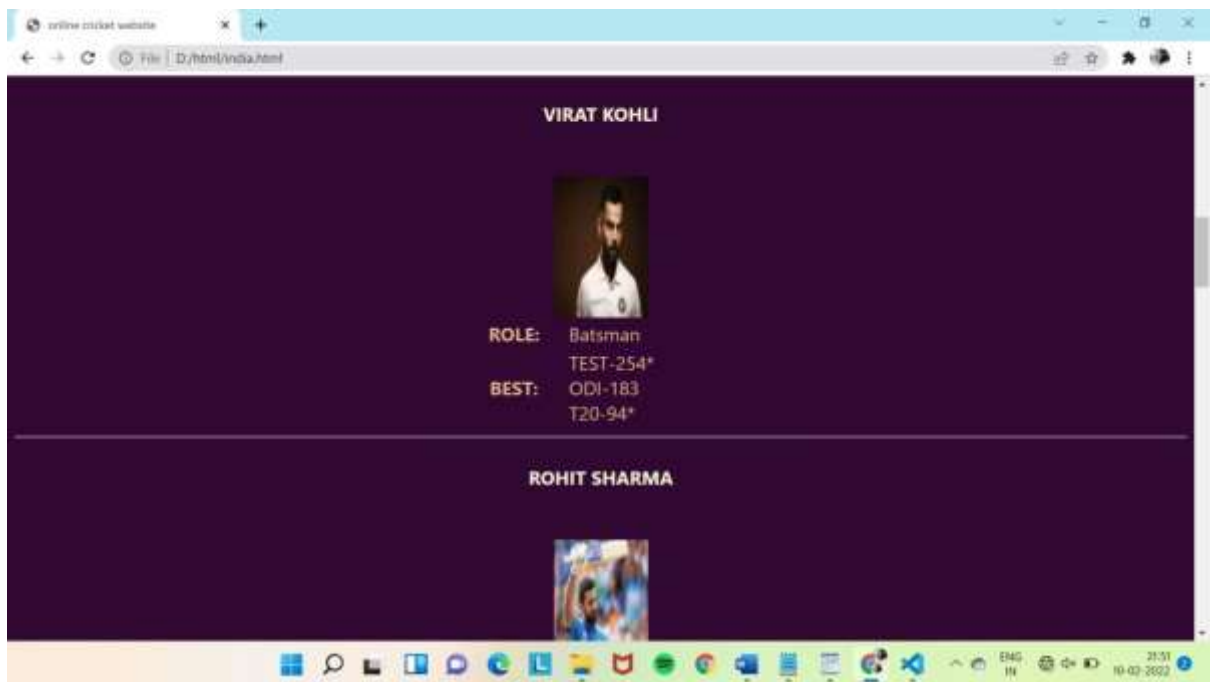 online cricket website
File | D:/html/india.html
VIRAT KOHLI
ROLE: Batsman
TEST-254*
BEST: ODI-183
T20-94*
ROHIT SHARMA
ENG
IN
21:51
10-02-2022